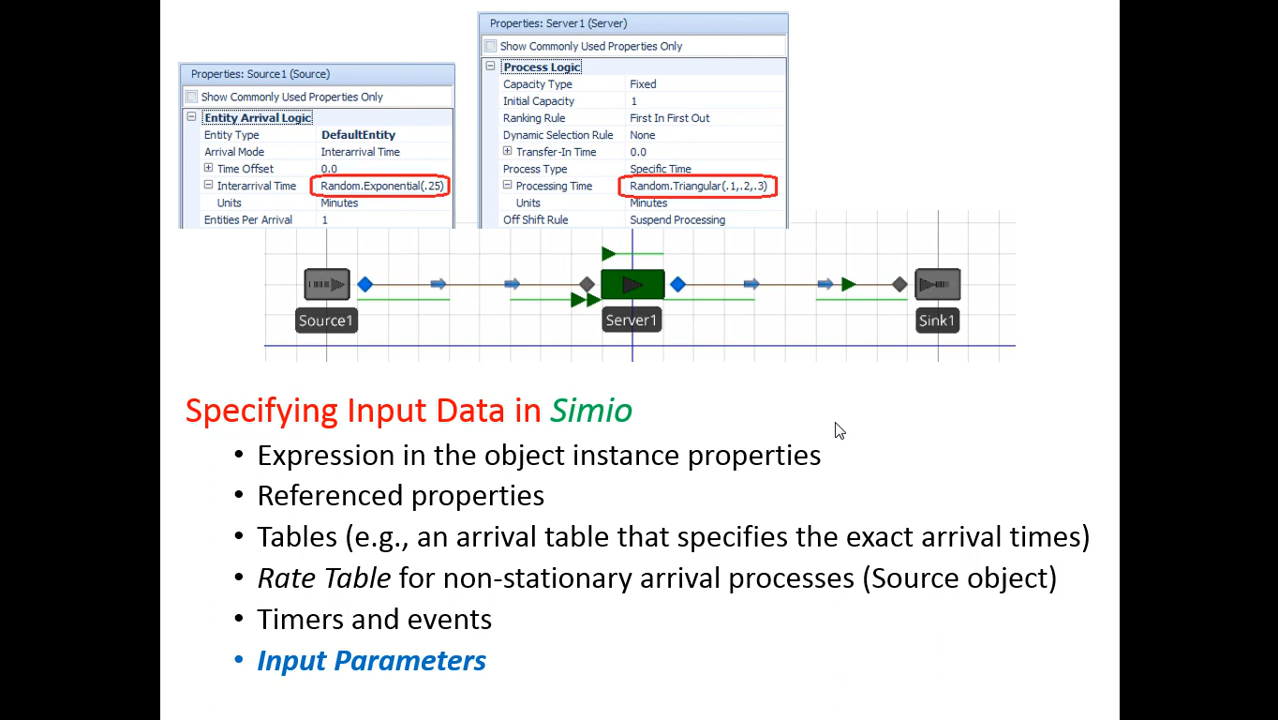 Properties: Source1 (Source)
Show Commonly Used Properties Only
Entity Arrival Logic
Entity Type DefaultEntity
Arrival Mode Interarrival Time
Time Offset 0.0
Interarrival Time Random.Exponential(.25)
Units Minutes
Entities Per Arrival 1
Properties: Server1 (Server)
Show Commonly Used Properties Only
Process Logic
Capacity Type Fixed
Initial Capacity 1
Ranking Rule First In First Out
Dynamic Selection Rule None
Transfer-In Time 0.0
Process Type Specific Time
Processing Time Random.Triangular(.1,.2,.3)
Units Minutes
Off Shift Rule Suspend Processing
Source1
Server1
Sink1
Specifying Input Data in Simio
• Expression in the object instance properties
• Referenced properties
• Tables (e.g., an arrival table that specifies the exact arrival times)
• Rate Table for non-stationary arrival processes (Source object)
• Timers and events
• Input Parameters